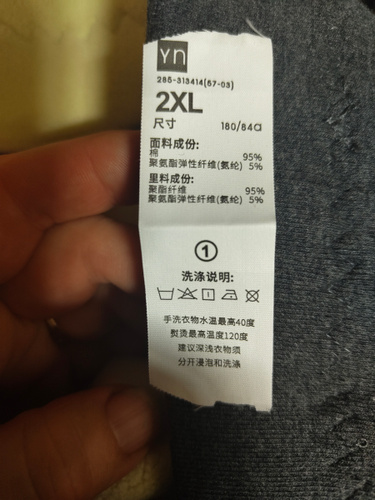 yn
285-313414(57-03)
2XL
尺寸 180/84Cl
面料成份:
棉 95%
聚氨酯弹性纤维(氨纶) 5%
里料成份:
聚酯纤维 95%
聚氨酯弹性纤维(氨纶) 5%
1
洗涤说明:
手洗衣物水温最高40度
熨烫最高温度120度
建议深浅衣物须
分开浸泡和洗涤